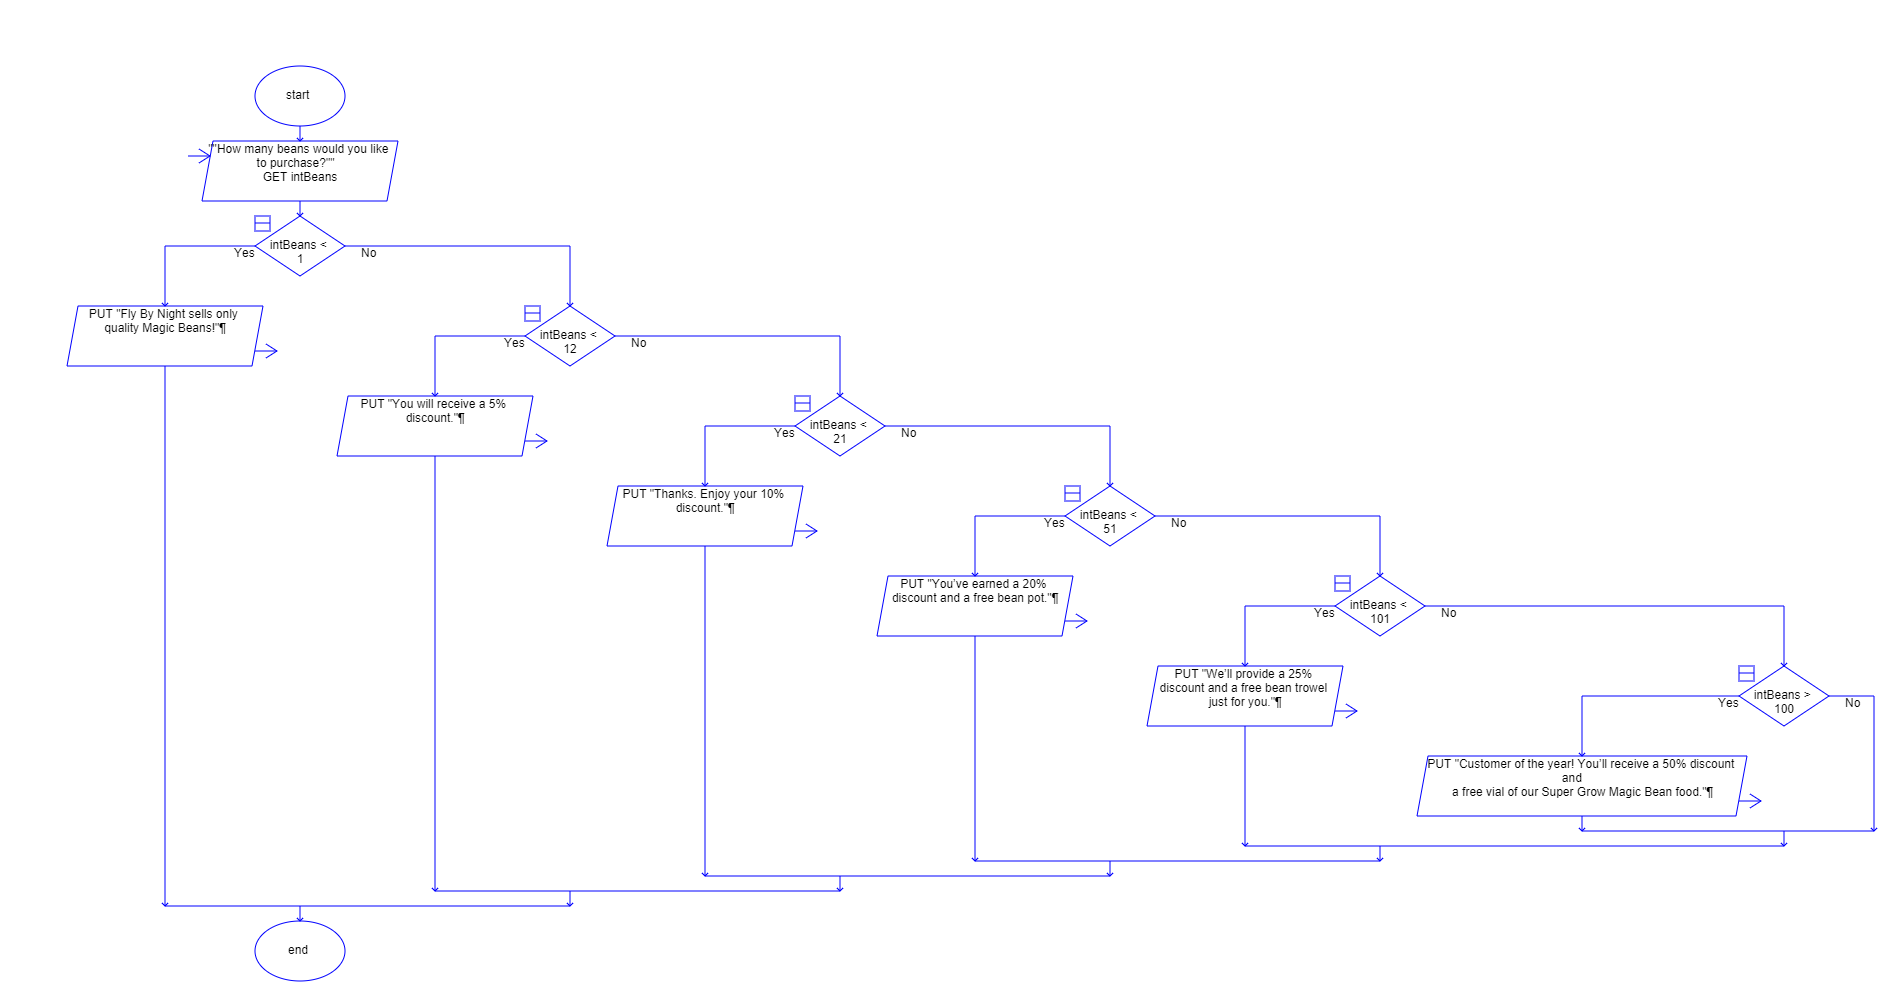 start
""How many beans would you like
to purchase?""
GET intBeans
intBeans <
1
Yes
No
PUT "Fly By Night sells only
quality Magic Beans!"¶
intBeans <
12
Yes
No
PUT "You will receive a 5%
discount."¶
intBeans <
21
Yes
No
PUT "Thanks. Enjoy your 10%
discount."¶
intBeans <
51
Yes
No
PUT "You've earned a 20%
discount and a free bean pot."¶
intBeans <
101
Yes
No
PUT "We'll provide a 25%
discount and a free bean trowel
just for you."¶
intBeans >
100
Yes
No
PUT "Customer of the year! You'll receive a 50% discount
and
a free vial of our Super Grow Magic Bean food."¶
end